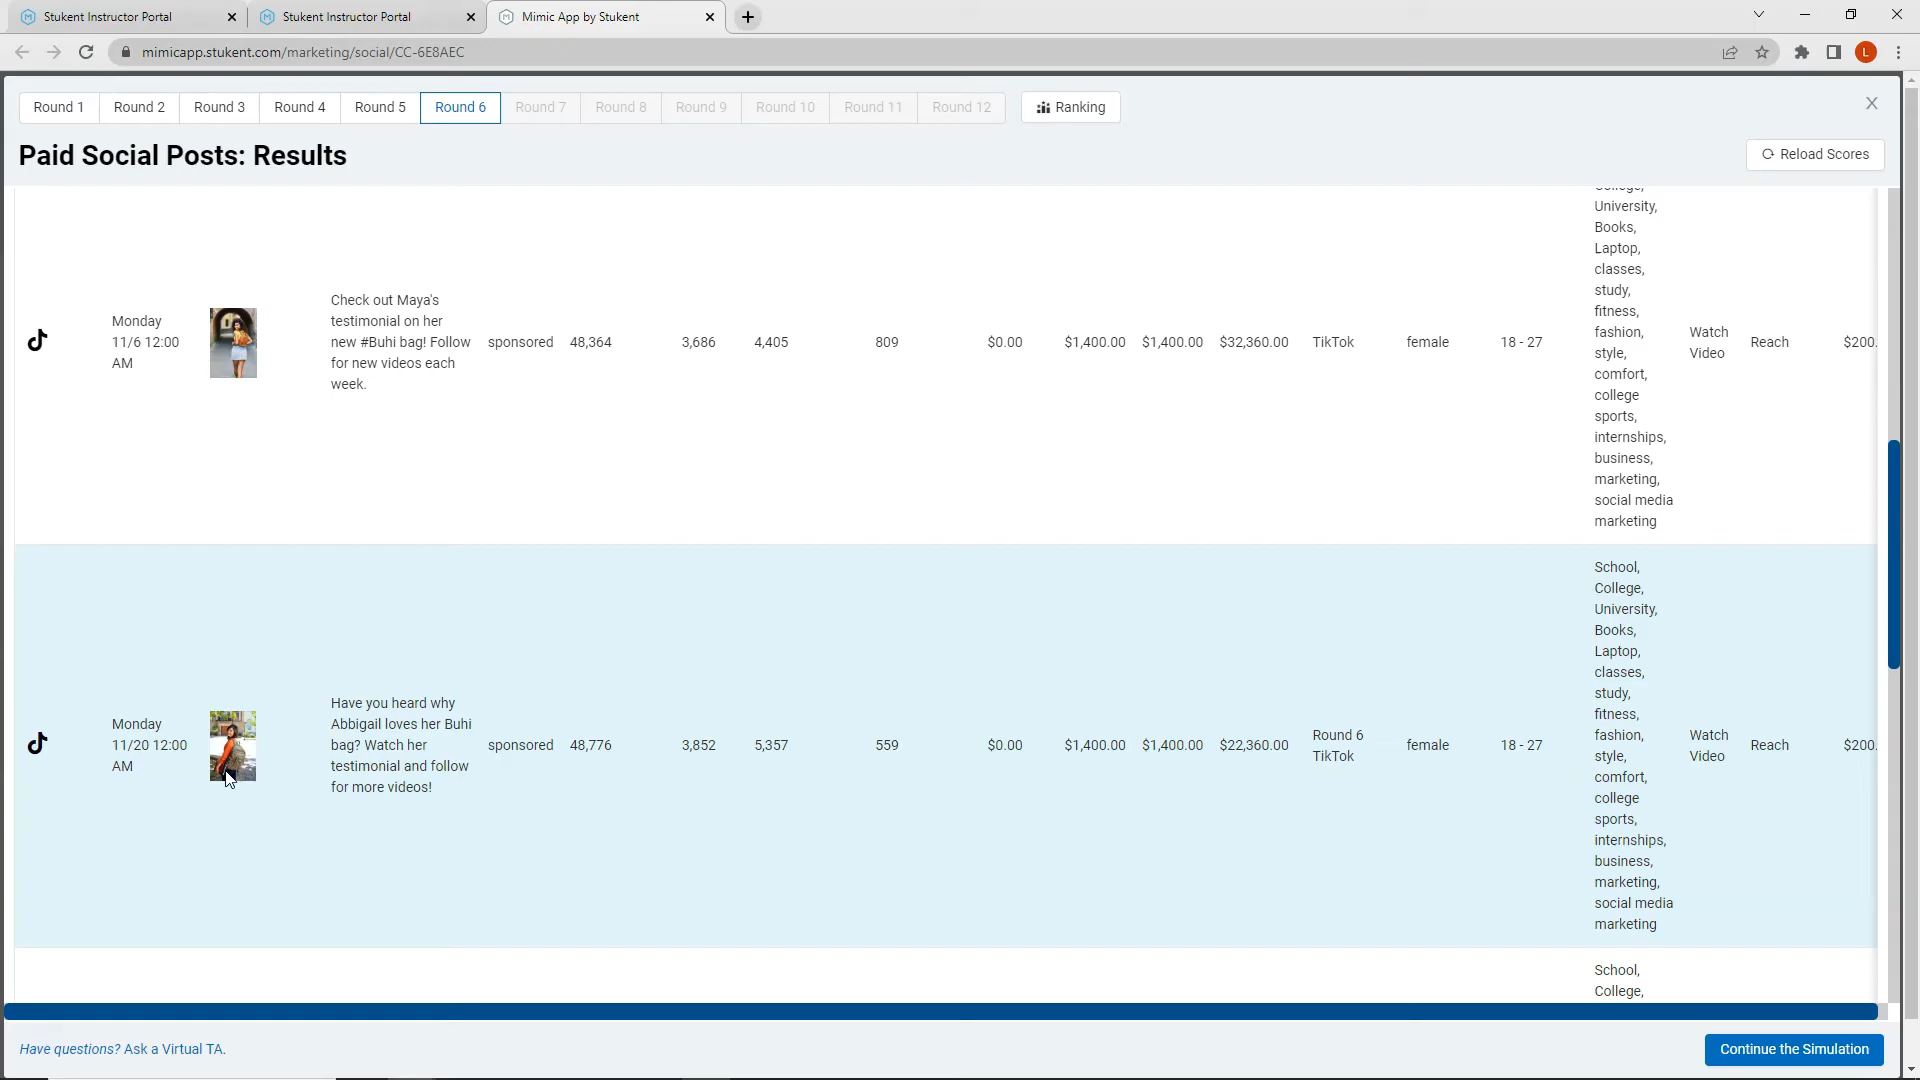 Stukent Instructor Portal
Stukent Instructor Portal
Mimic App by Stukent
mimicapp.stukent.com/marketing/social/CC-6E8AEC
L
Round 1
Round 2
Round 3
Round 4
Round 5
Round 6
Round 7
Round 8
Round 9
Round 10
Round 11
Round 12
Ranking
Paid Social Posts: Results
Reload Scores
Monday
11/6 12:00
AM
Check out Maya's
testimonial on her
new #Buhi bag! Follow
for new videos each
week.
sponsored
48,364
3,686
4,405
809
$0.00
$1,400.00
$1,400.00
$32,360.00
TikTok
female
18 - 27
College,
University,
Books,
Laptop,
classes,
study,
fitness,
fashion,
style,
comfort,
college
sports,
internships,
business,
marketing,
social media
marketing
Watch
Video
Reach
$200.
Monday
11/20 12:00
AM
Have you heard why
Abbigail loves her Buhi
bag? Watch her
testimonial and follow
for more videos!
sponsored
48,776
3,852
5,357
559
$0.00
$1,400.00
$1,400.00
$22,360.00
Round 6
TikTok
female
18 - 27
School,
College,
University,
Books,
Laptop,
classes,
study,
fitness,
fashion,
style,
comfort,
college
sports,
internships,
business,
marketing,
social media
marketing
Watch
Video
Reach
$200.
School,
College,
Have questions? Ask a Virtual TA.
Continue the Simulation